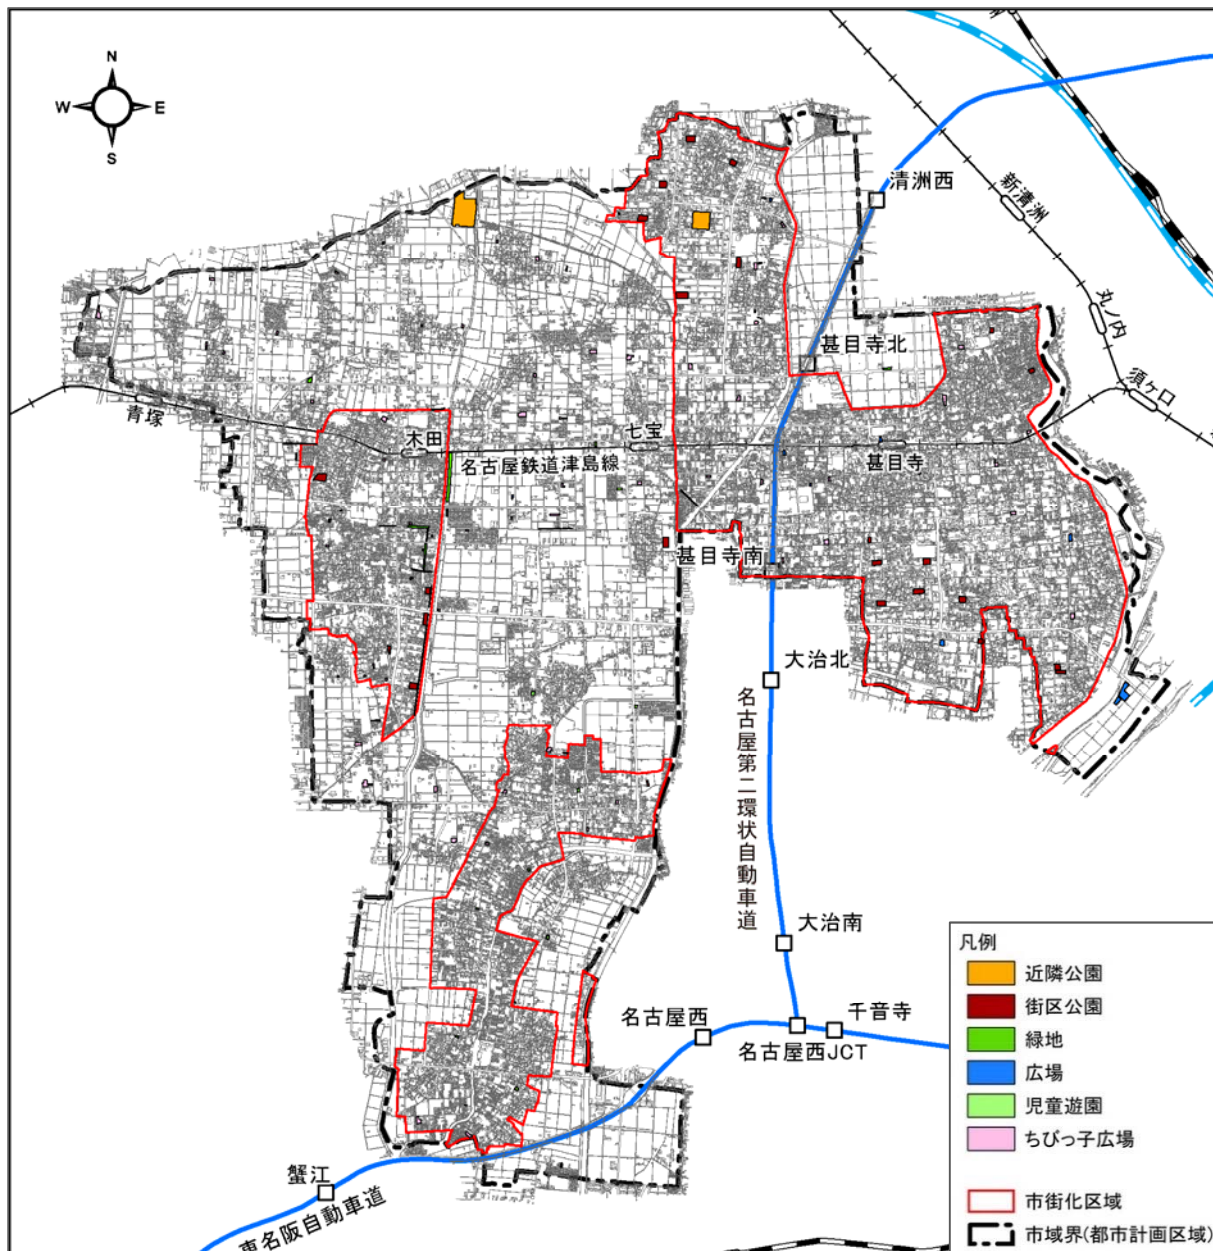 N
W
E
S
清洲西
新清洲
丸ノ内
甚目寺北
須ケ口
青塚
木田
七宝
甚目寺
名古屋鉄道津島線
甚目寺南
大治北
名古屋第二環状自動車道
大治南
名古屋西
千音寺
名古屋西JCT
蟹江
東名阪自動車道
凡例
近隣公園
街区公園
緑地
広場
児童遊園
ちびっ子広場
市街化区域
市域界(都市計画区域)